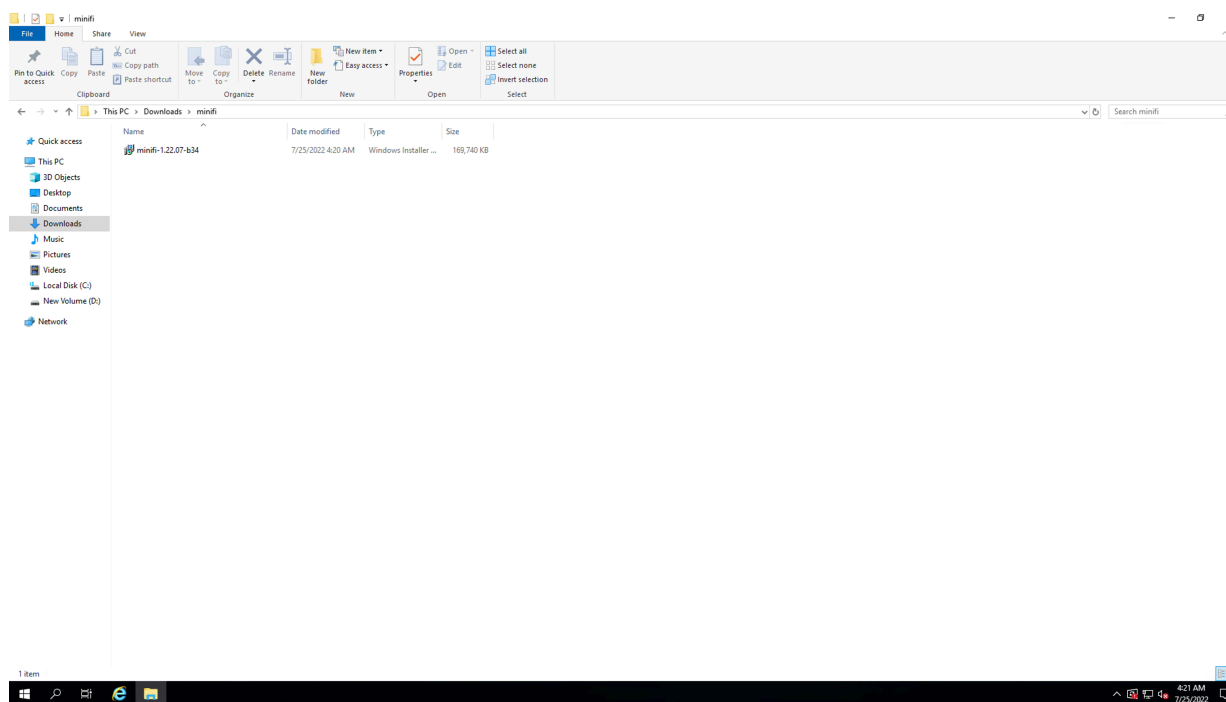 minifi
File Home Share View
Pin to Quick access
Copy
Paste
Cut
Copy path
Paste shortcut
Clipboard
Move to
Copy to
Delete
Rename
Organize
New folder
New item
Easy access
New
Properties
Open
Edit
Open
Select all
Select none
Invert selection
Select
This PC > Downloads > minifi
Search minifi
Name Date modified Type Size
minifi-1.22.07-b34 7/25/2022 4:20 AM Windows Installer ... 169,740 KB
Quick access
This PC
3D Objects
Desktop
Documents
Downloads
Music
Pictures
Videos
Local Disk (C:)
New Volume (D:)
Network
1 item
4:21 AM
7/25/2022